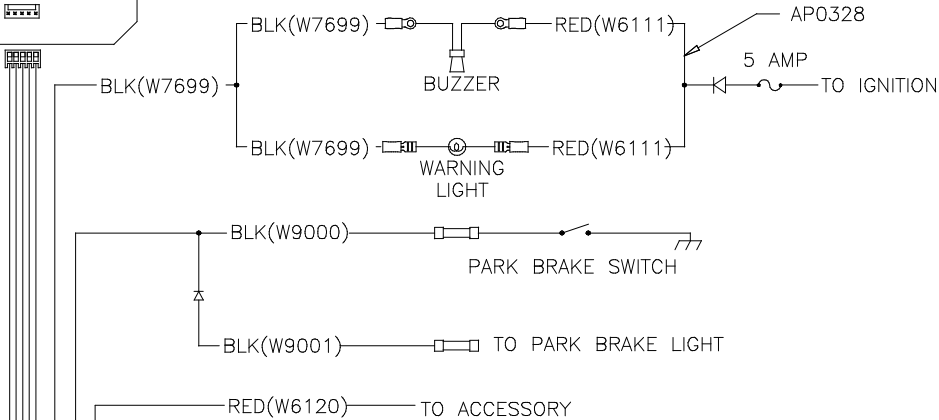 BLK(W7699) RED(W6111) AP0328
BUZZER
5 AMP
BLK(W7699) TO IGNITION
BLK(W7699) RED(W6111)
WARNING
LIGHT
BLK(W9000)
PARK BRAKE SWITCH
BLK(W9001) TO PARK BRAKE LIGHT
RED(W6120) TO ACCESSORY